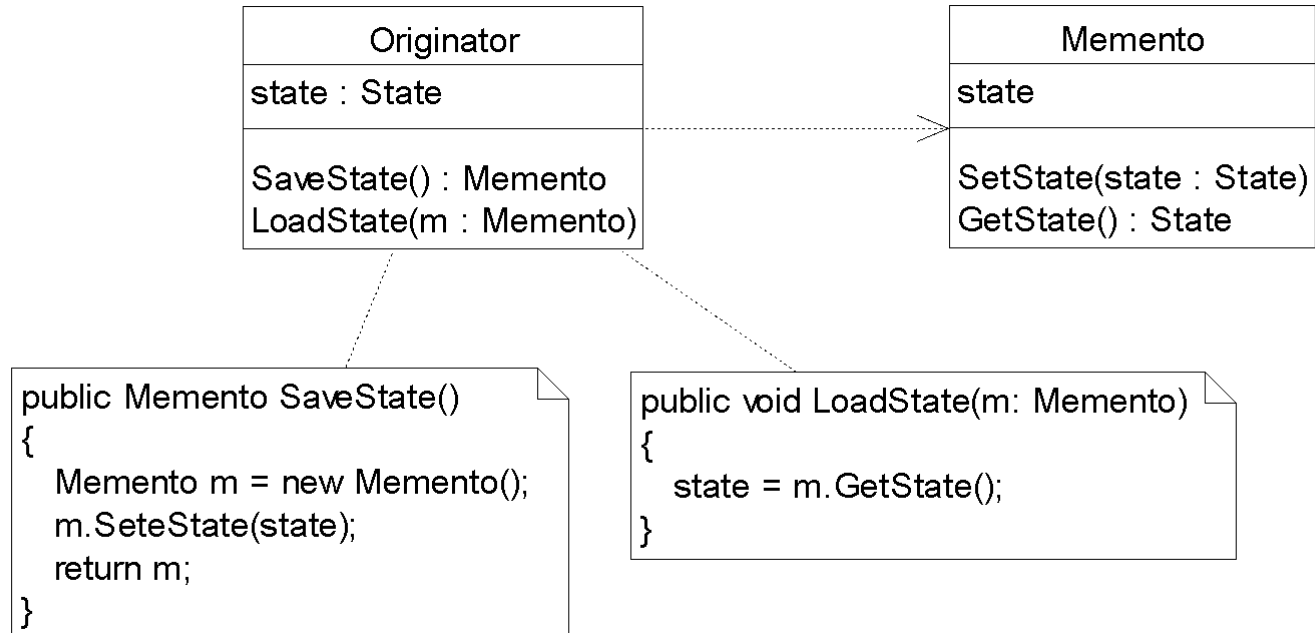 Originator
state : State
SaveState() : Memento
LoadState(m : Memento)
Memento
state
SetState(state : State)
GetState() : State
public Memento SaveState()
{
Memento m = new Memento();
m.SeteState(state);
return m;
}
public void LoadState(m: Memento)
{
state = m.GetState();
}